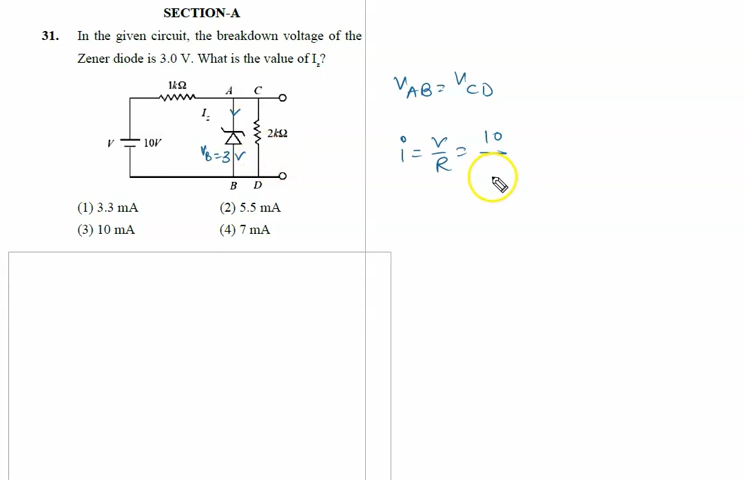 SECTION-A
31. In the given circuit, the breakdown voltage of the
Zener diode is 3.0 V. What is the value of I_z?
1kΩ
A C
I_z
V 10V
2kΩ
V_B=3V
B D
(1) 3.3 mA (2) 5.5 mA
(3) 10 mA (4) 7 mA
V_AB = V_CD
i = V/R = 10